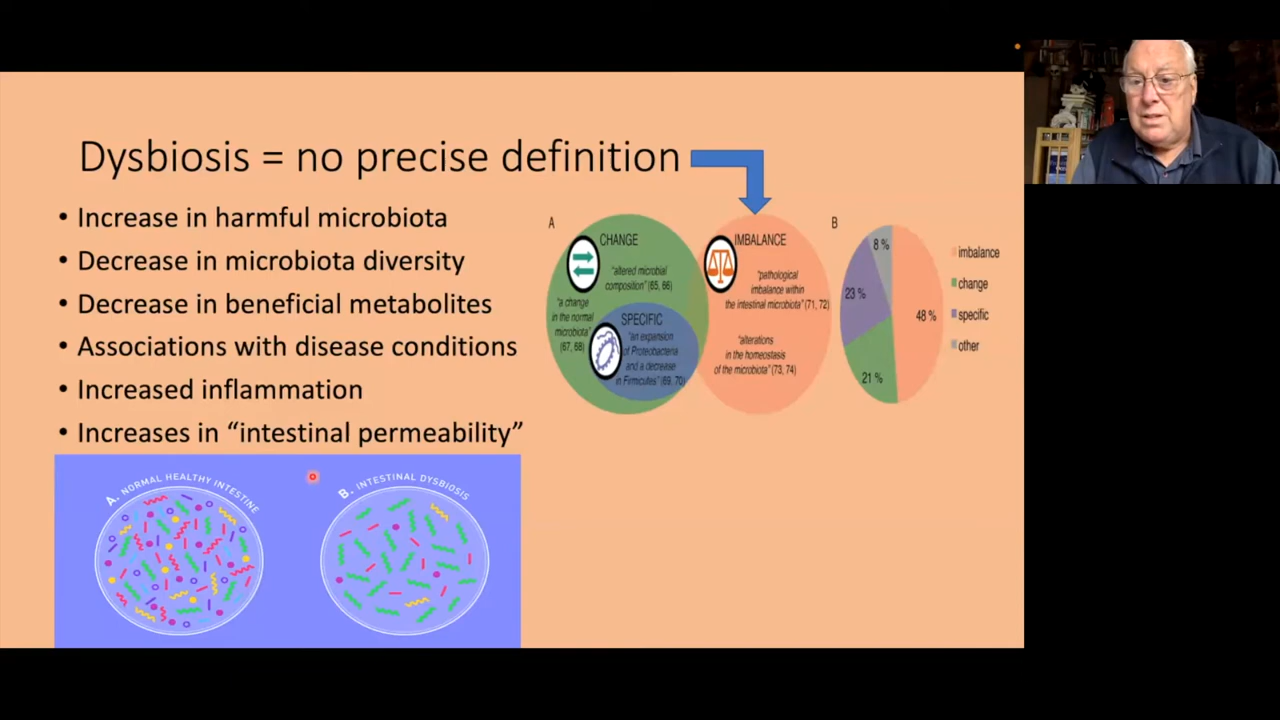 Dysbiosis = no precise definition
• Increase in harmful microbiota
• Decrease in microbiota diversity
• Decrease in beneficial metabolites
• Associations with disease conditions
• Increased inflammation
• Increases in “intestinal permeability”
A
CHANGE
"altered microbial
composition" (65, 66)
"a change
in the normal
microbiota"
(67, 68)
SPECIFIC
"an expansion
of Proteobacteria
and a decrease
in Firmicutes" (69, 70)
IMBALANCE
"pathological
imbalance within
the intestinal microbiota" (71, 72)
"alterations
in the homeostasis
of the microbiota" (73, 74)
B
8 %
23 %
48 %
21 %
imbalance
change
specific
other
A. NORMAL HEALTHY INTESTINE
B. INTESTINAL DYSBIOSIS